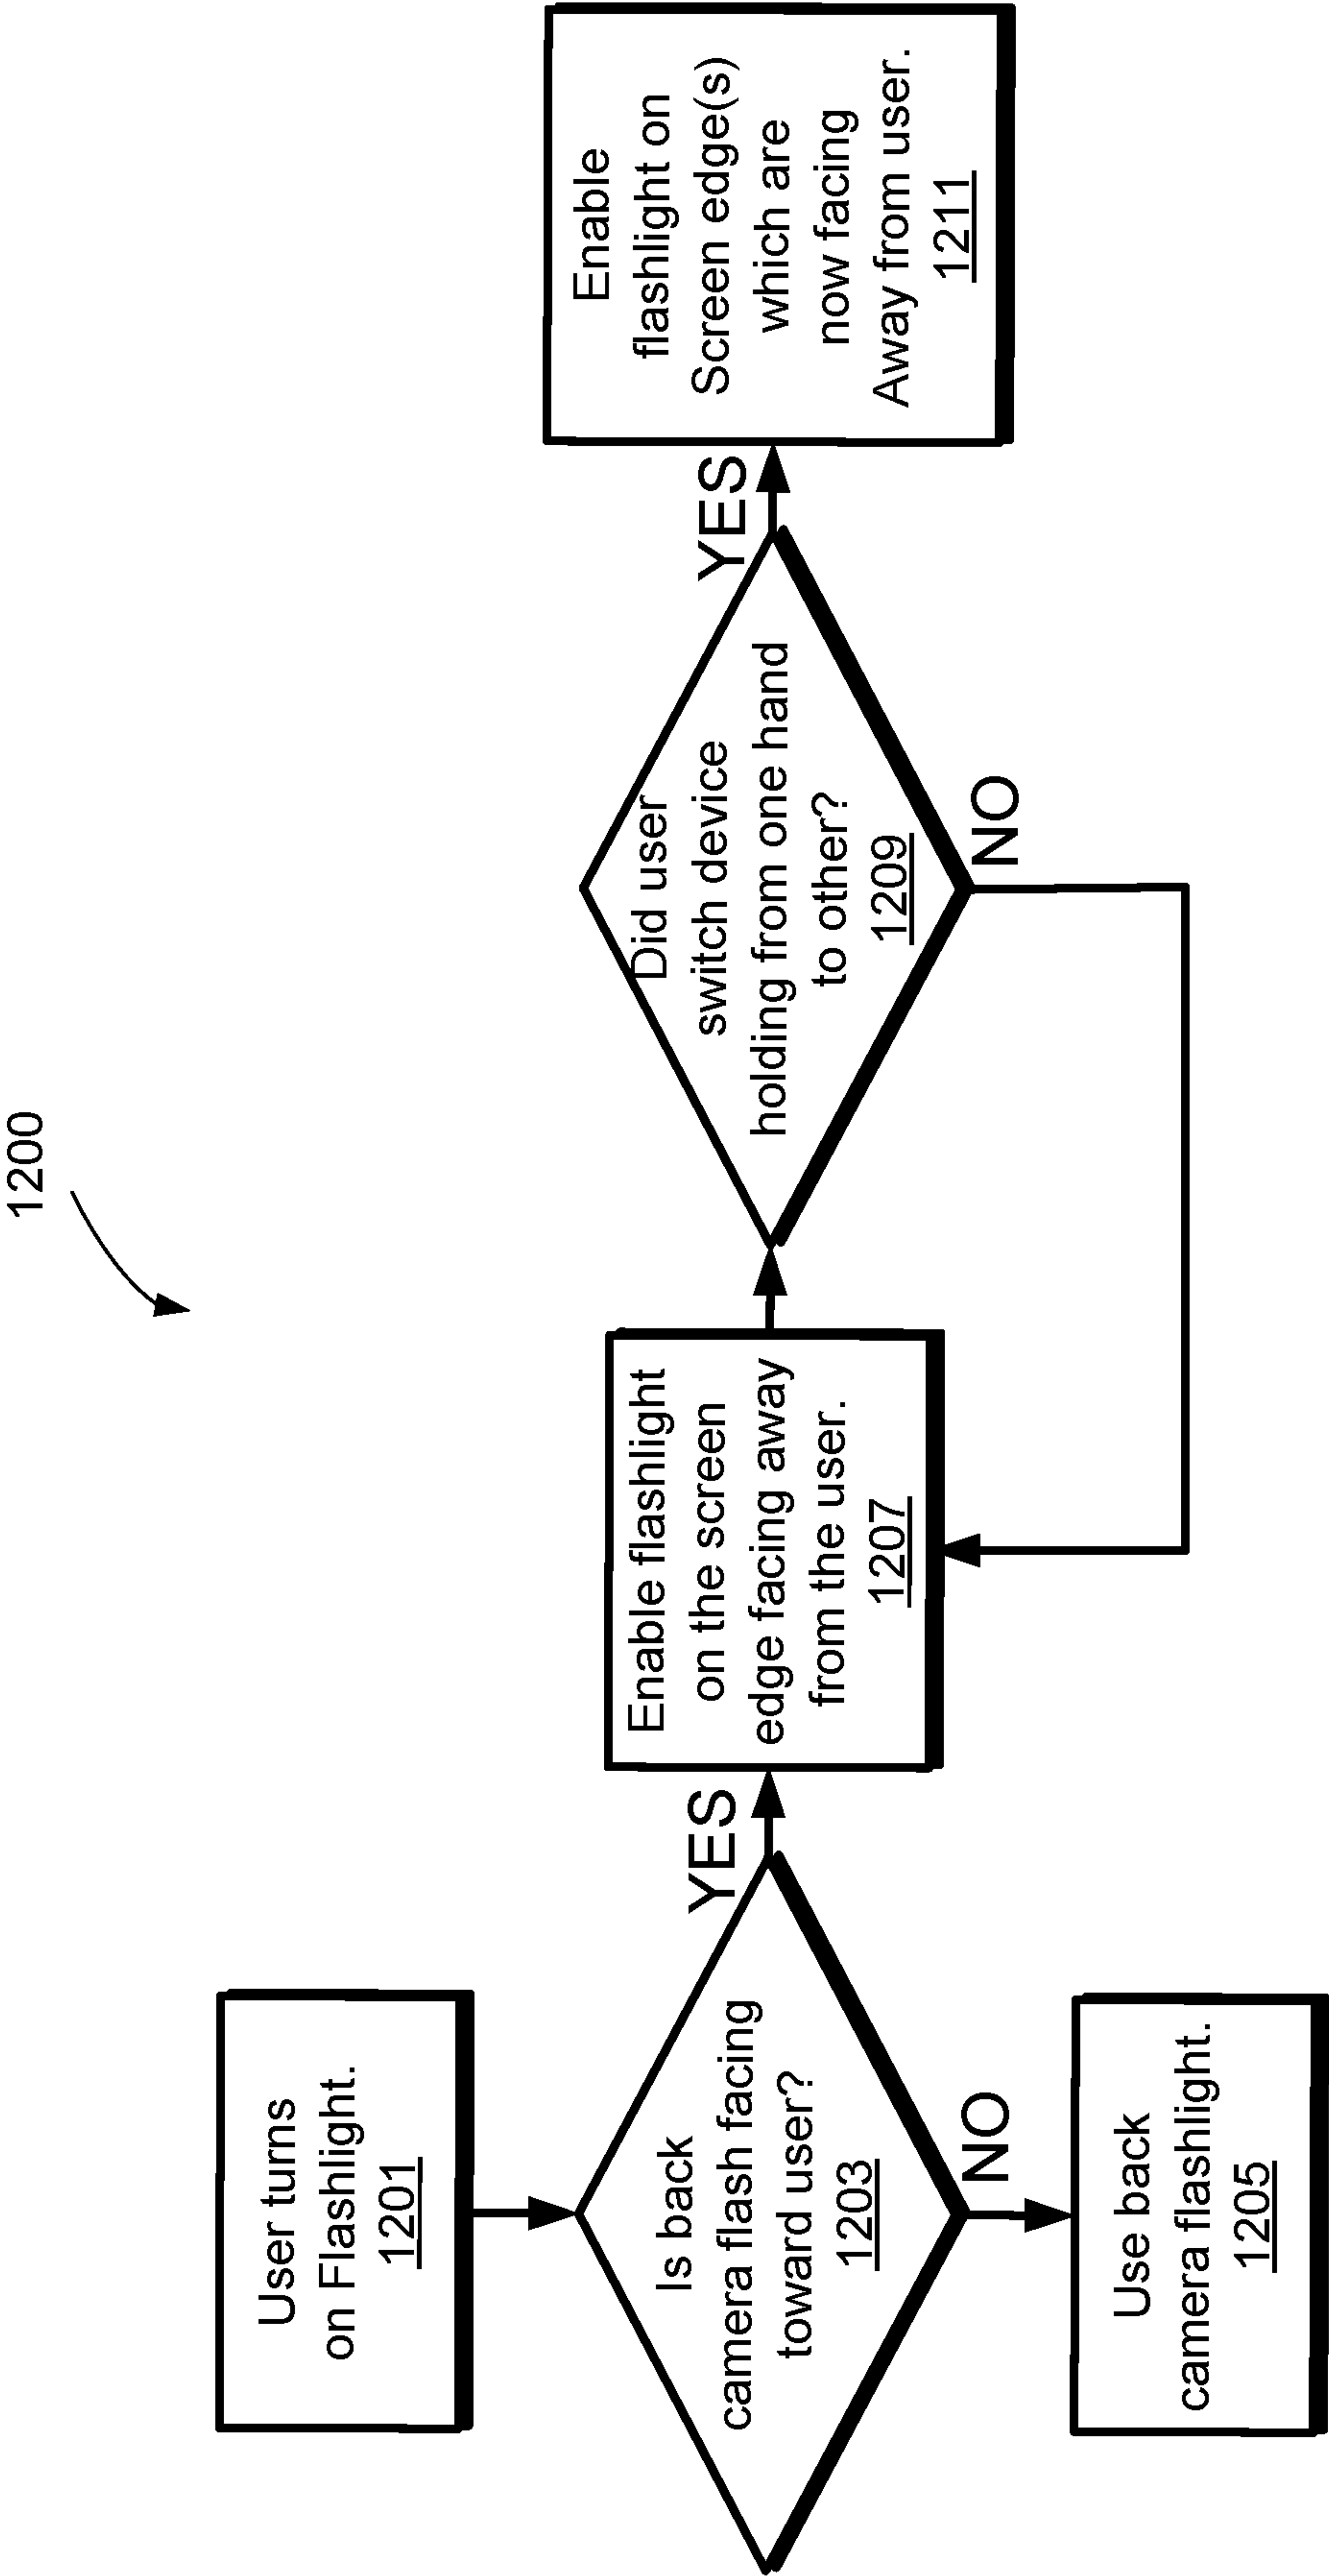 1200
User turns
on Flashlight.
1201
Is back
camera flash facing
toward user?
1203
YES
NO
Use back
camera flashlight.
1205
Enable flashlight
on the screen
edge facing away
from the user.
1207
Did user
switch device
holding from one hand
to other?
1209
YES
NO
Enable
flashlight on
Screen edge(s)
which are
now facing
Away from user.
1211